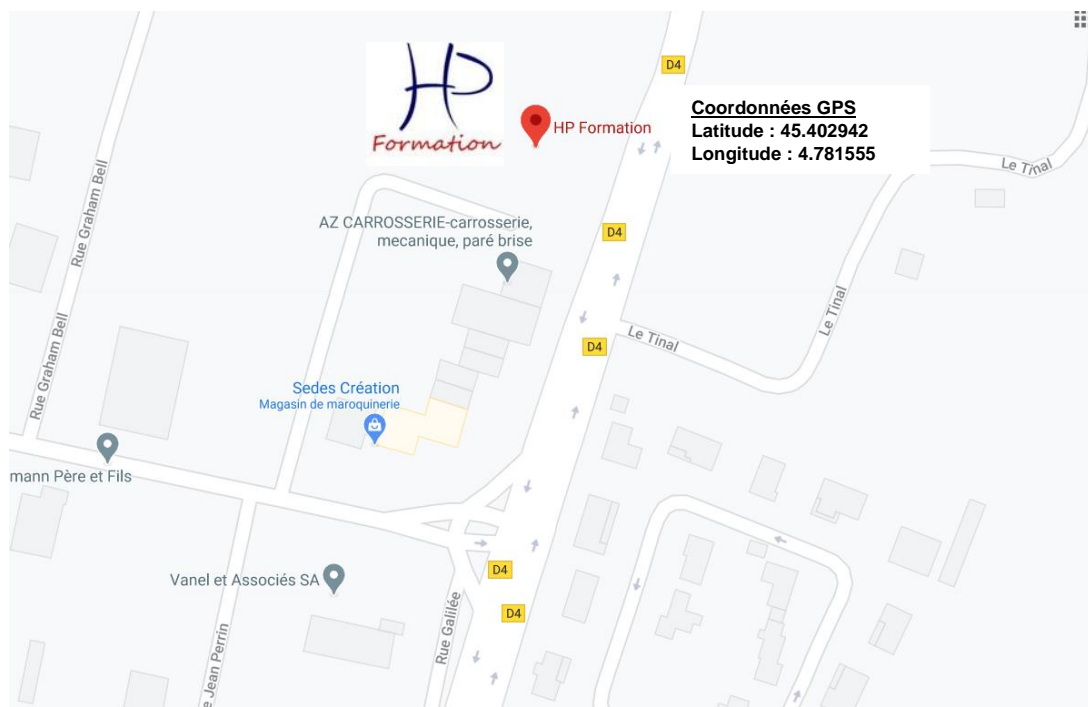 HP
Formation
HP Formation
D4
Coordonnées GPS
Latitude : 45.402942
Longitude : 4.781555
Le Tinal
Rue Graham Bell
AZ CARROSSERIE-carrosserie,
mecanique, paré brise
D4
Le Tinal
Rue Graham Bell
Le Tinal
D4
Sedes Création
Magasin de maroquinerie
mann Père et Fils
Vanel et Associés SA
D4
D4
Rue Galilée
e Jean Perrin